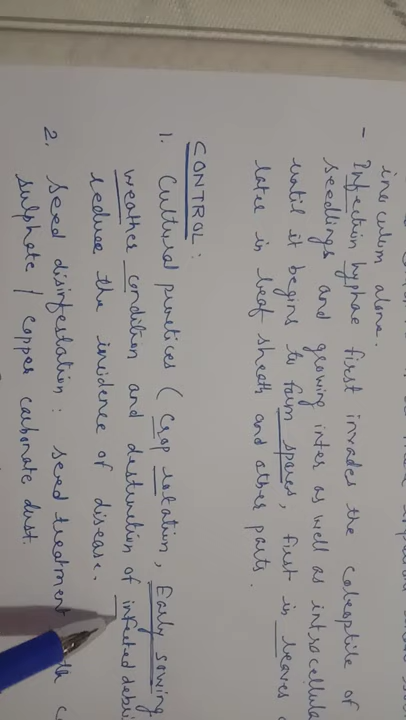 inoculum alone.
- Infection hyphae first invades the coleoptile of
seedlings and growing inter as well as intracellula
until it begins to form spores, first in leaves
later in leaf sheath and other parts.
CONTROL:
1. Cultural practices (Crop rotation, Early sowing
weather condition and destruction of infected debri
reduce the incidence of disease.
2. Seed disinfestation: seed treatment
sulphate / copper carbonate dust.